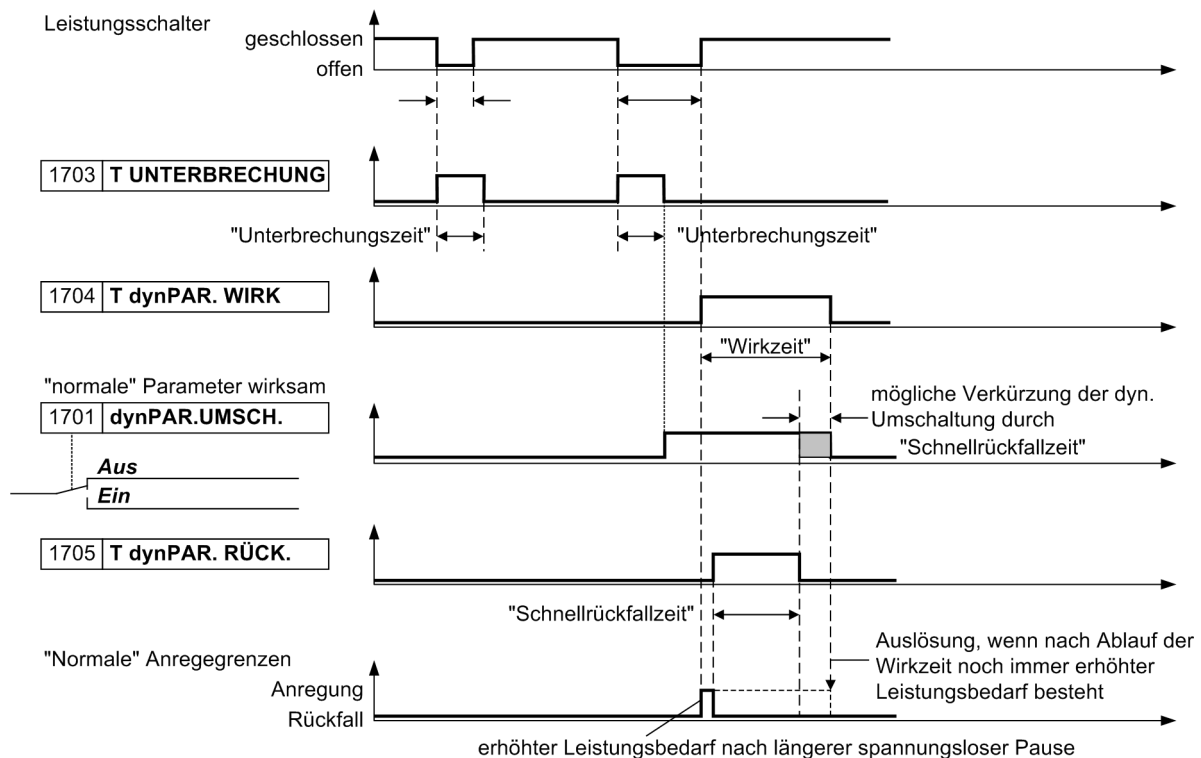 Leistungsschalter
geschlossen
offen
1703 T UNTERBRECHUNG
"Unterbrechungszeit"
"Unterbrechungszeit"
1704 T dynPAR. WIRK
"Wirkzeit"
"normale" Parameter wirksam
1701 dynPAR.UMSCH.
mögliche Verkürzung der dyn.
Umschaltung durch
"Schnellrückfallzeit"
Aus
Ein
1705 T dynPAR. RÜCK.
"Schnellrückfallzeit"
"Normale" Anregegrenzen
Anregung
Rückfall
Auslösung, wenn nach Ablauf der
Wirkzeit noch immer erhöhter
Leistungsbedarf besteht
erhöhter Leistungsbedarf nach längerer spannungsloser Pause